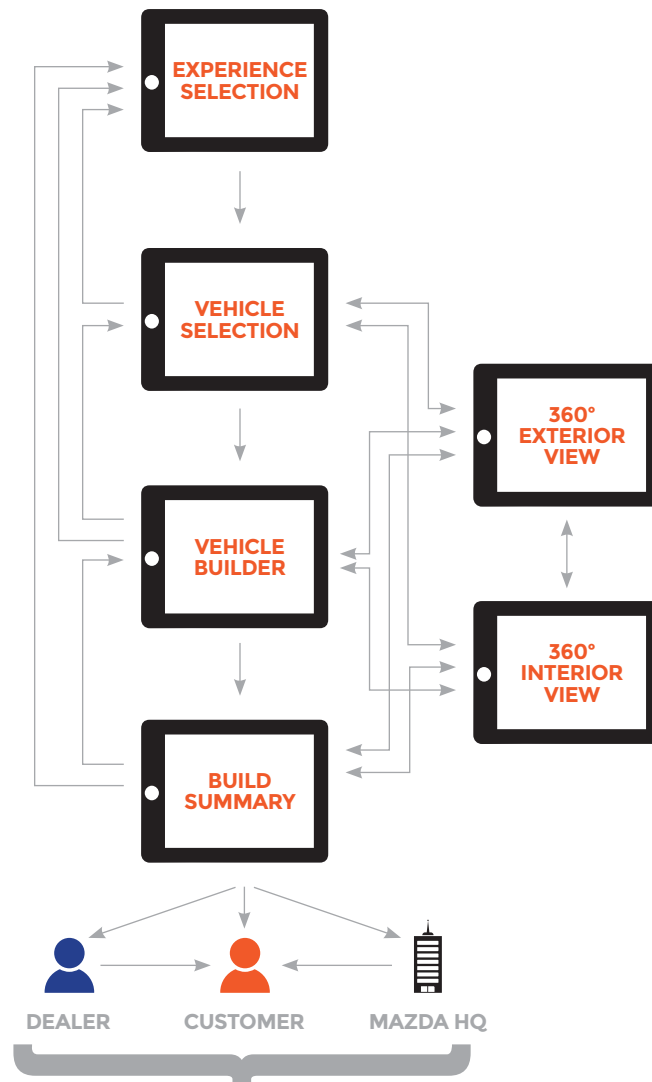 EXPERIENCE
SELECTION
VEHICLE
SELECTION
360°
EXTERIOR
VIEW
VEHICLE
BUILDER
360°
INTERIOR
VIEW
BUILD
SUMMARY
DEALER
CUSTOMER
MAZDA HQ